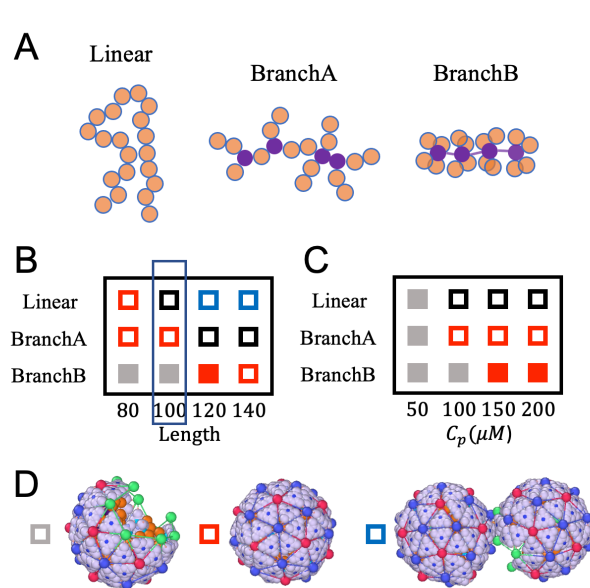 A
Linear
BranchA
BranchB
B
Linear
BranchA
BranchB
80 100 120 140
Length
C
Linear
BranchA
BranchB
50 100 150 200
C_p(μM)
D